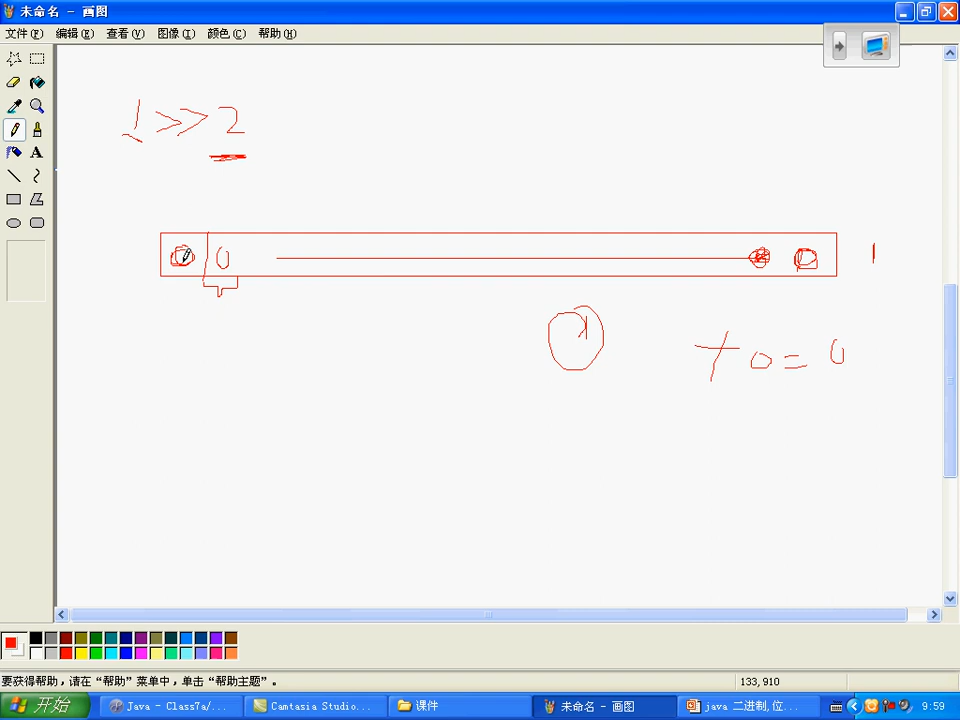 未命名 - 画图
文件(F) 编辑(E) 查看(V) 图像(I) 颜色(C) 帮助(H)
1 >> 2
0 0 1
+0=0
要获得帮助，请在“帮助”菜单中，单击“帮助主题”。 133,910
开始 Java - Class7a/... Camtasia Studio... 课件 未命名 - 画图 java 二进制,位... 9:59